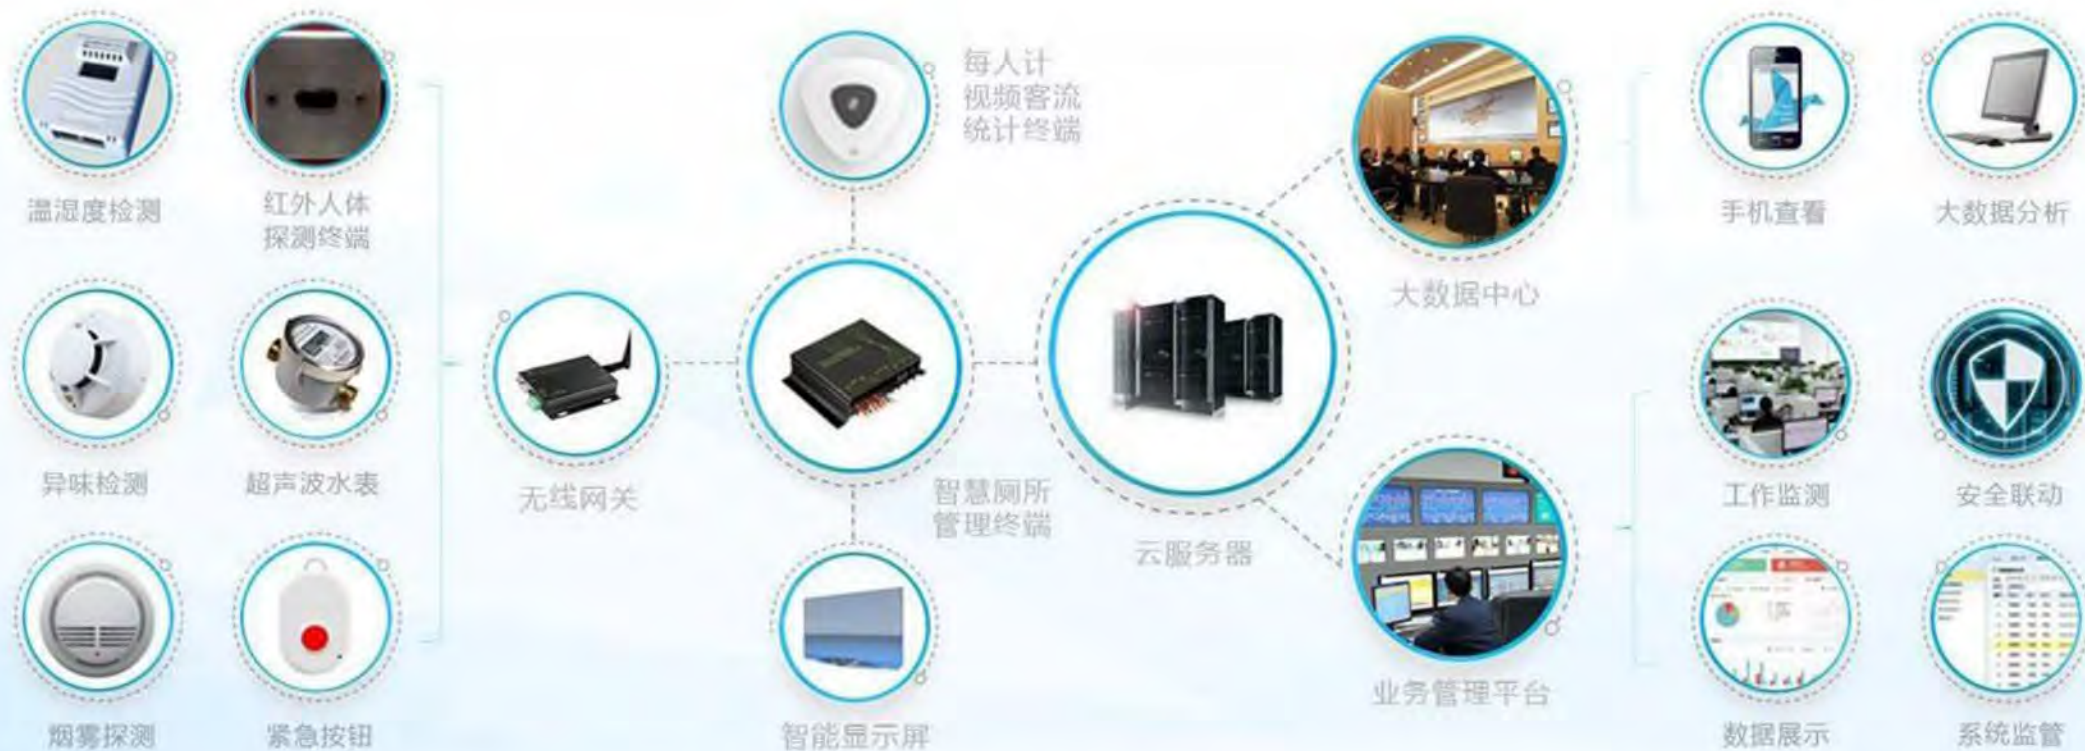 温湿度检测
红外人体
探测终端
异味检测
超声波水表
烟雾探测
紧急按钮
无线网关
每人计
视频客流
统计终端
智慧厕所
管理终端
智能显示屏
云服务器
大数据中心
业务管理平台
手机查看
大数据分析
工作监测
安全联动
数据展示
系统监管